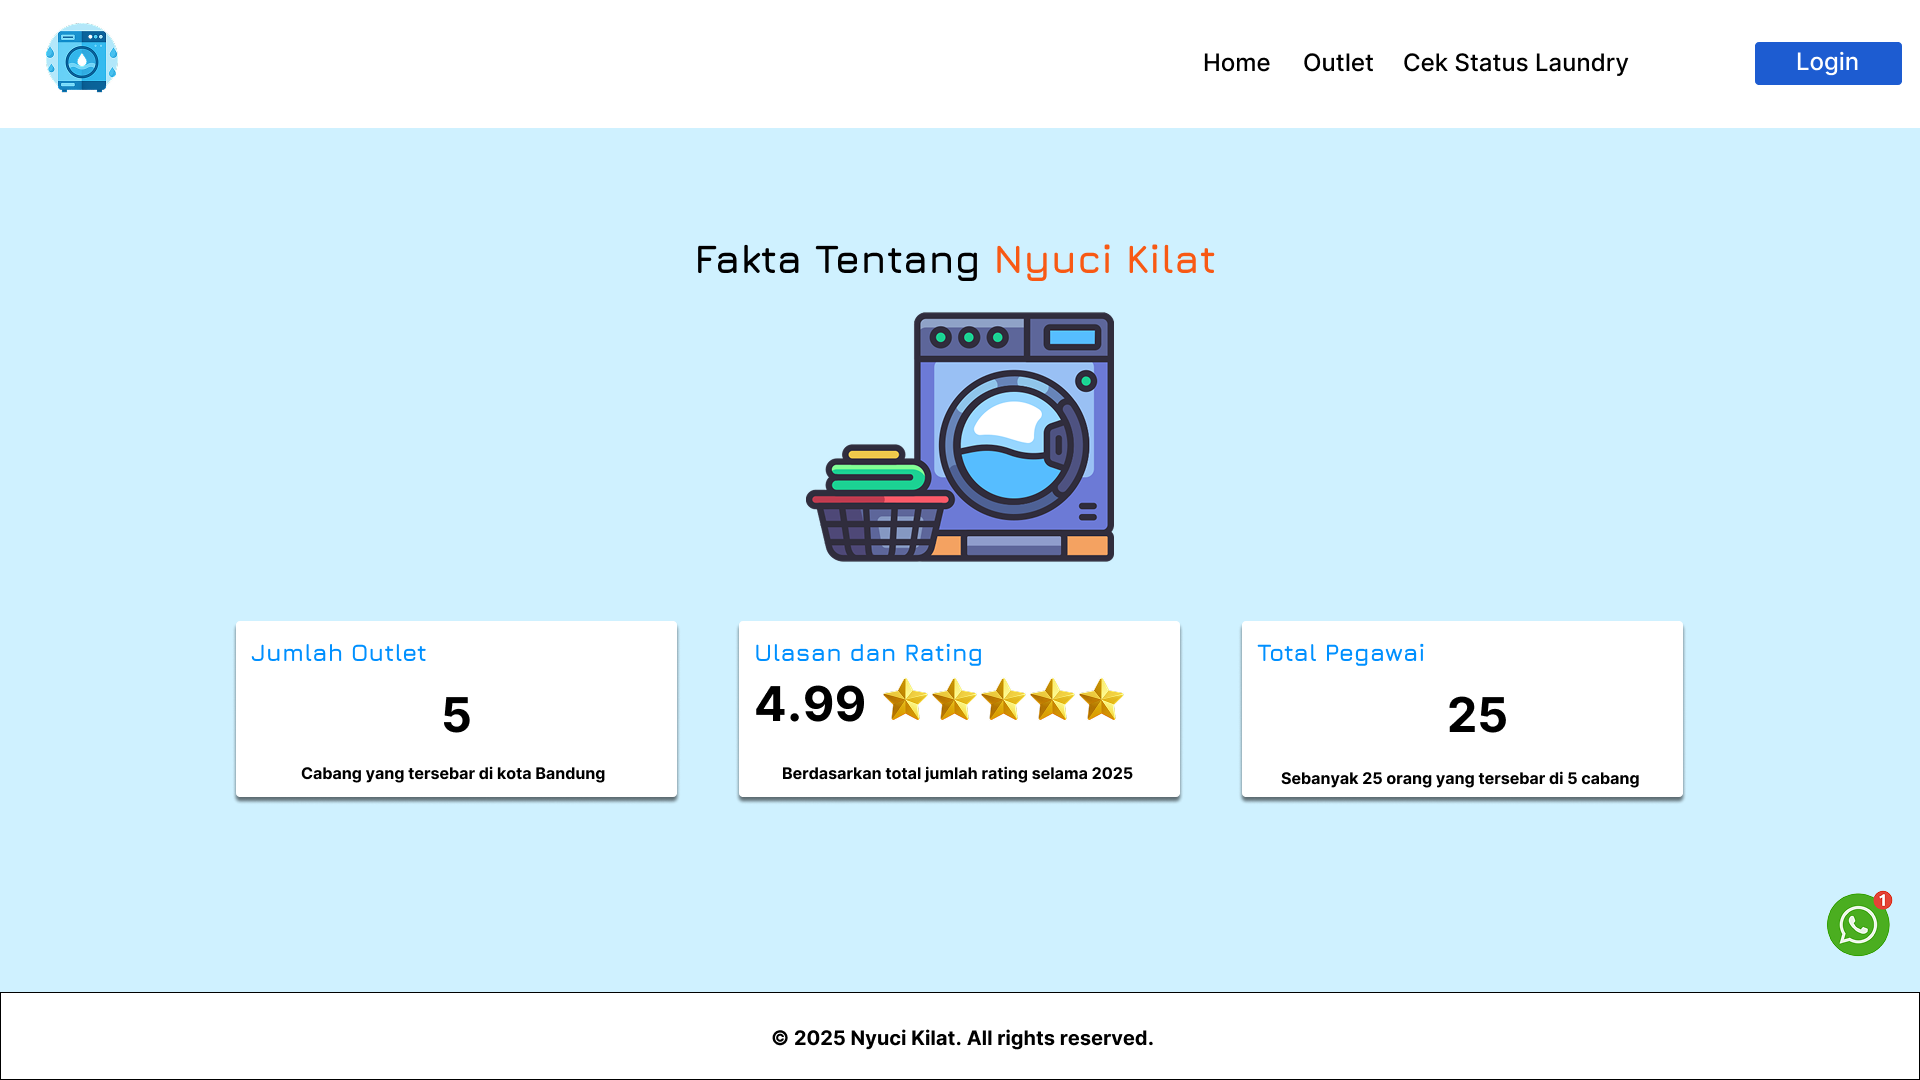 Home Outlet Cek Status Laundry Login
Fakta Tentang Nyuci Kilat
Jumlah Outlet
5
Cabang yang tersebar di kota Bandung
Ulasan dan Rating
4.99
Berdasarkan total jumlah rating selama 2025
Total Pegawai
25
Sebanyak 25 orang yang tersebar di 5 cabang
1
© 2025 Nyuci Kilat. All rights reserved.